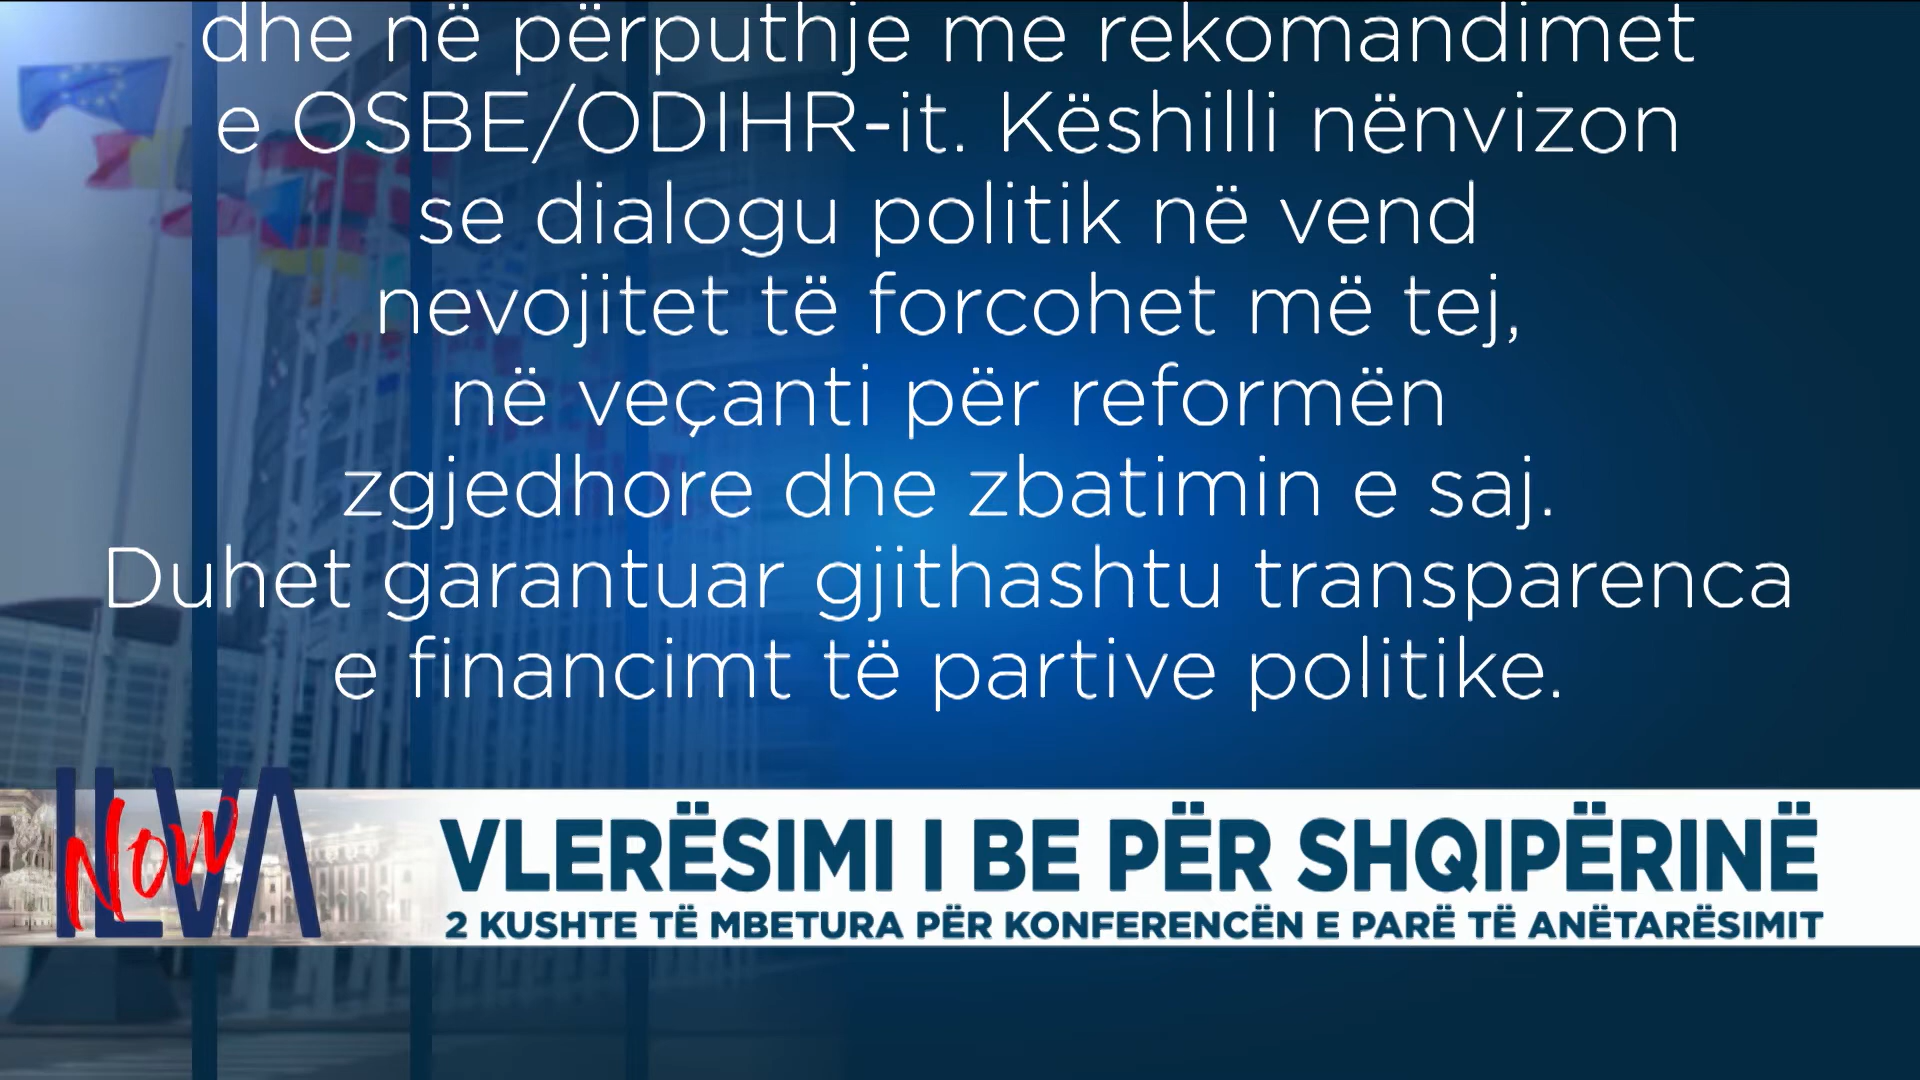 dhe në përputhje me rekomandimet
e OSBE/ODIHR-it. Këshilli nënvizon
se dialogu politik në vend
nevojitet të forcohet më tej,
në veçanti për reformën
zgjedhore dhe zbatimin e saj.
Duhet garantuar gjithashtu transparenca
e financimt të partive politike.
ILVA
Now
VLERËSIMI I BE PËR SHQIPËRINË
2 KUSHTE TË MBETURA PËR KONFERENCËN E PARË TË ANËTARËSIMIT